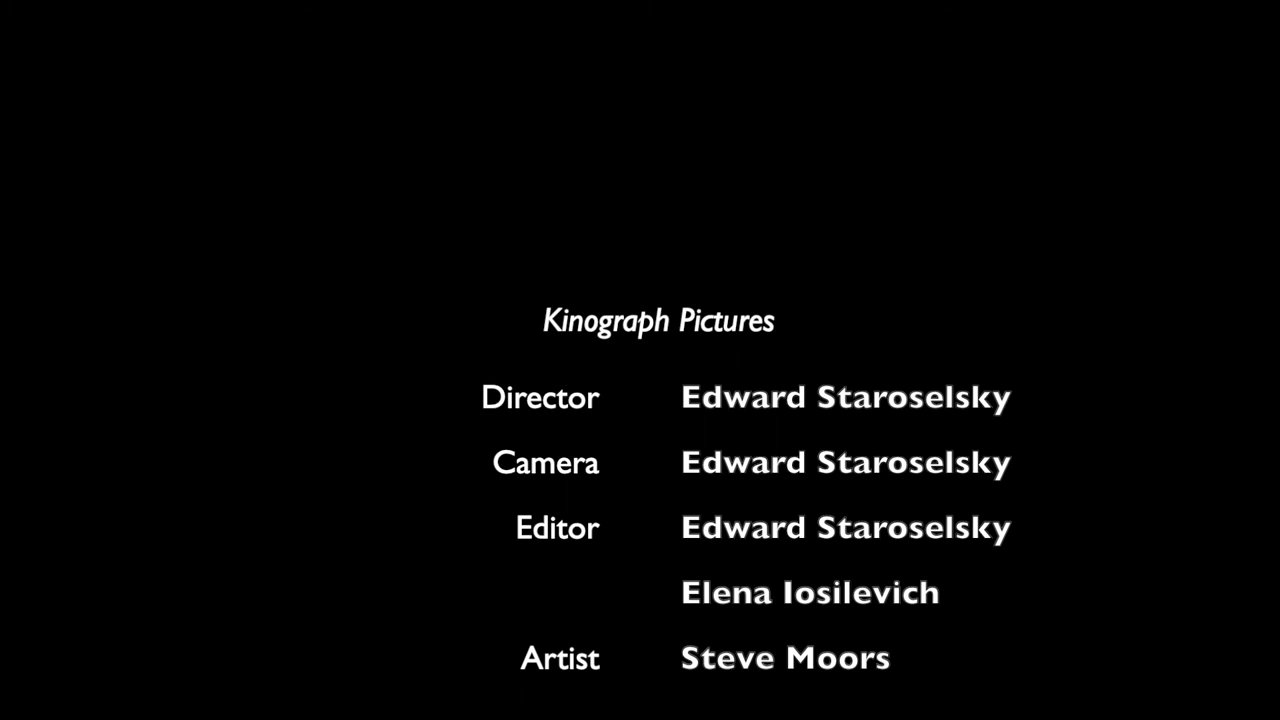 Kinograph Pictures
Director Edward Staroselsky
Camera Edward Staroselsky
Editor Edward Staroselsky
Elena Iosilevich
Artist Steve Moors